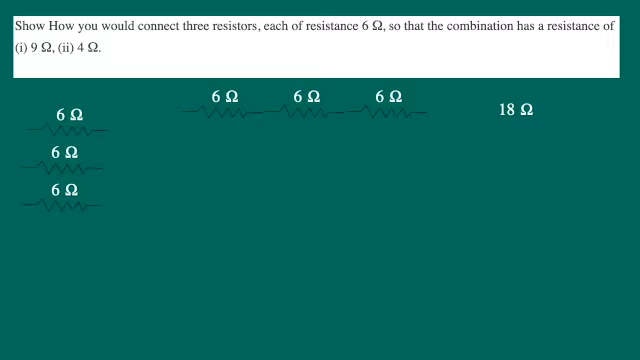 Show How you would connect three resistors, each of resistance 6 Ω, so that the combination has a resistance of
(i) 9 Ω, (ii) 4 Ω.
6 Ω 6 Ω 6 Ω 18 Ω
6 Ω
6 Ω
6 Ω